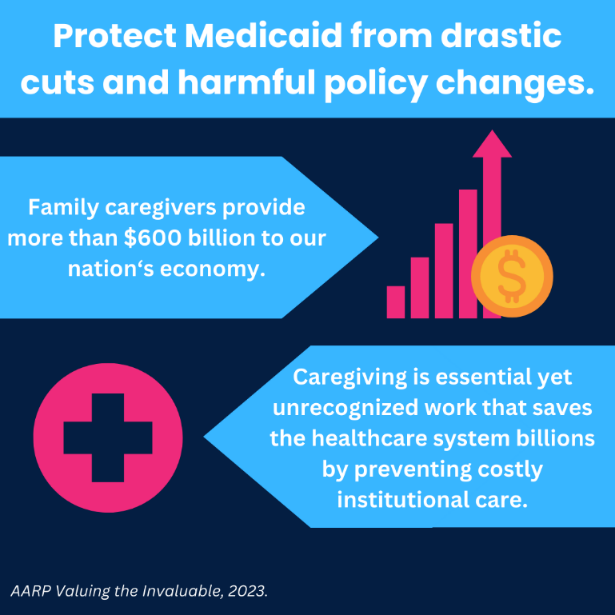 Protect Medicaid from drastic
cuts and harmful policy changes.
Family caregivers provide
more than $600 billion to our
nation‘s economy.
$
Caregiving is essential yet
unrecognized work that saves
the healthcare system billions
by preventing costly
institutional care.
AARP Valuing the Invaluable, 2023.